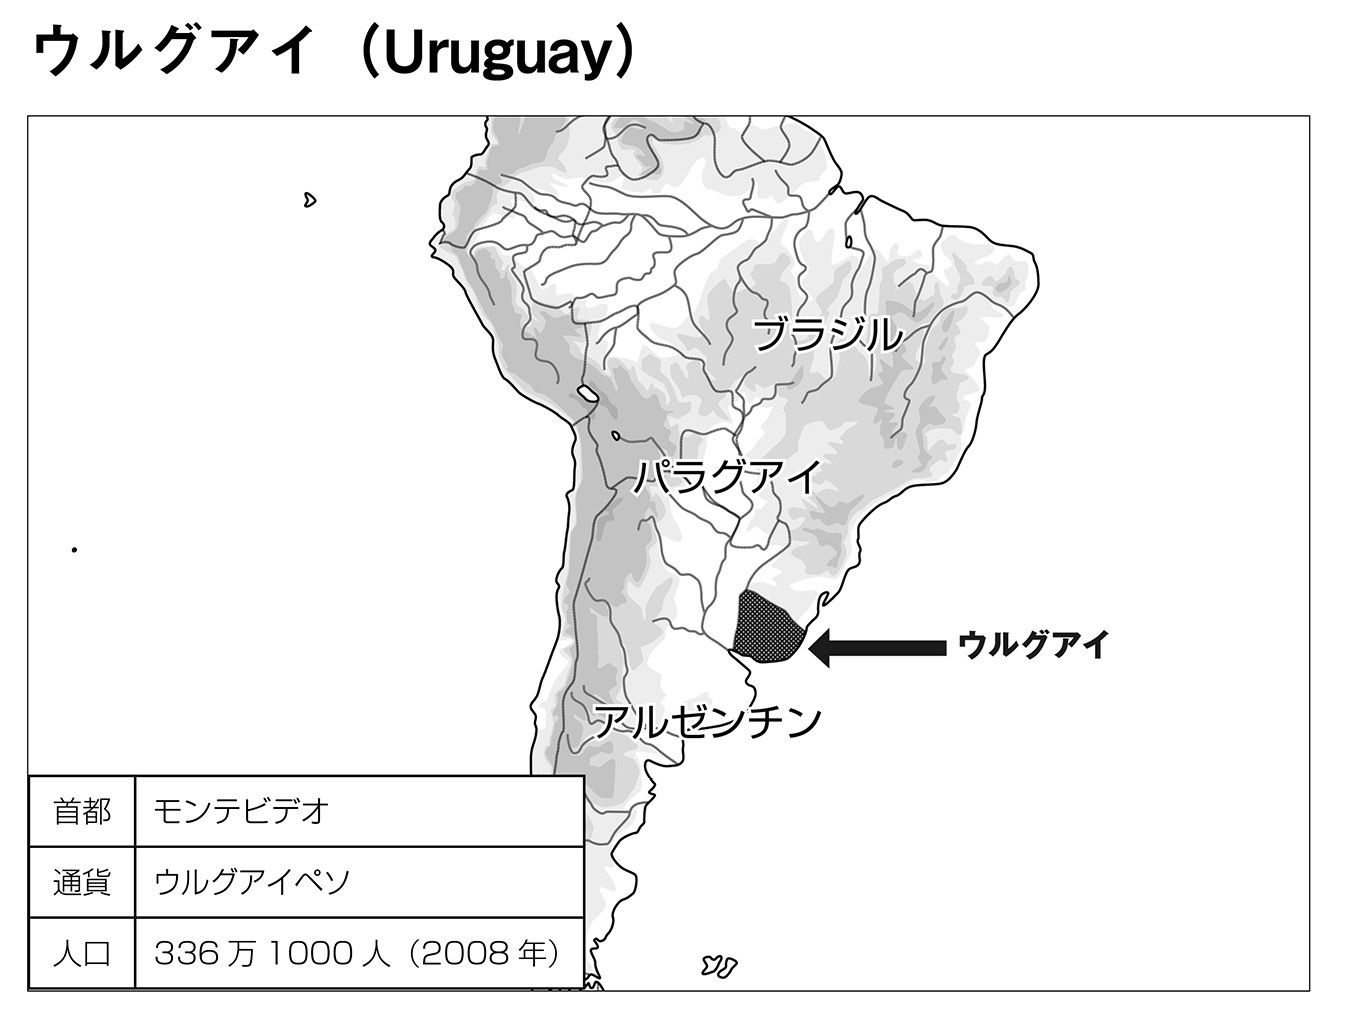 ウルグアイ（Uruguay）
ブラジル
パラグアイ
ウルグアイ
アルゼンチン
首都 モンテビデオ
通貨 ウルグアイペソ
人口 336万1000人（2008年）